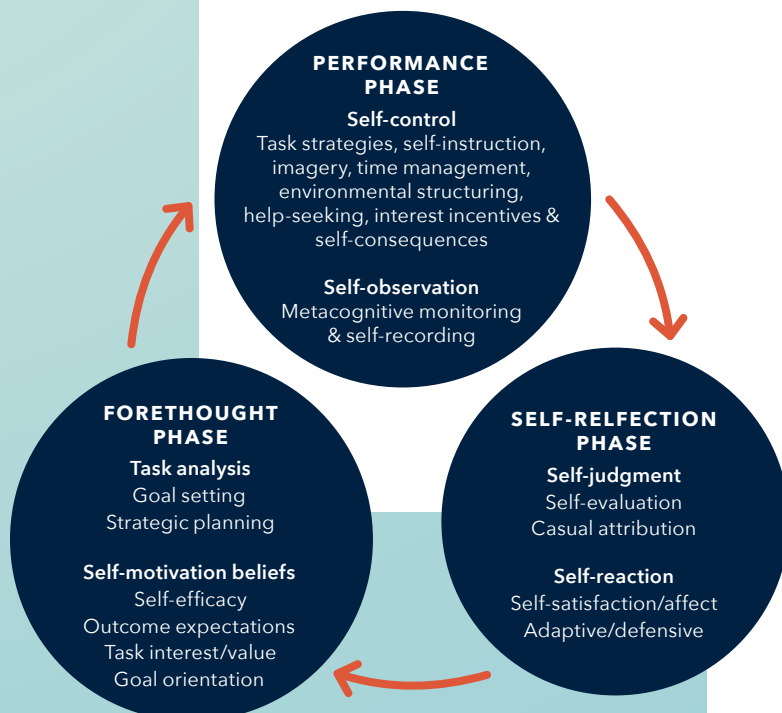 PERFORMANCE
PHASE
Self-control
Task strategies, self-instruction,
imagery, time management,
environmental structuring,
help-seeking, interest incentives &
self-consequences
Self-observation
Metacognitive monitoring
& self-recording
FORETHOUGHT
PHASE
Task analysis
Goal setting
Strategic planning
Self-motivation beliefs
Self-efficacy
Outcome expectations
Task interest/value
Goal orientation
SELF-RELFECTION
PHASE
Self-judgment
Self-evaluation
Casual attribution
Self-reaction
Self-satisfaction/affect
Adaptive/defensive